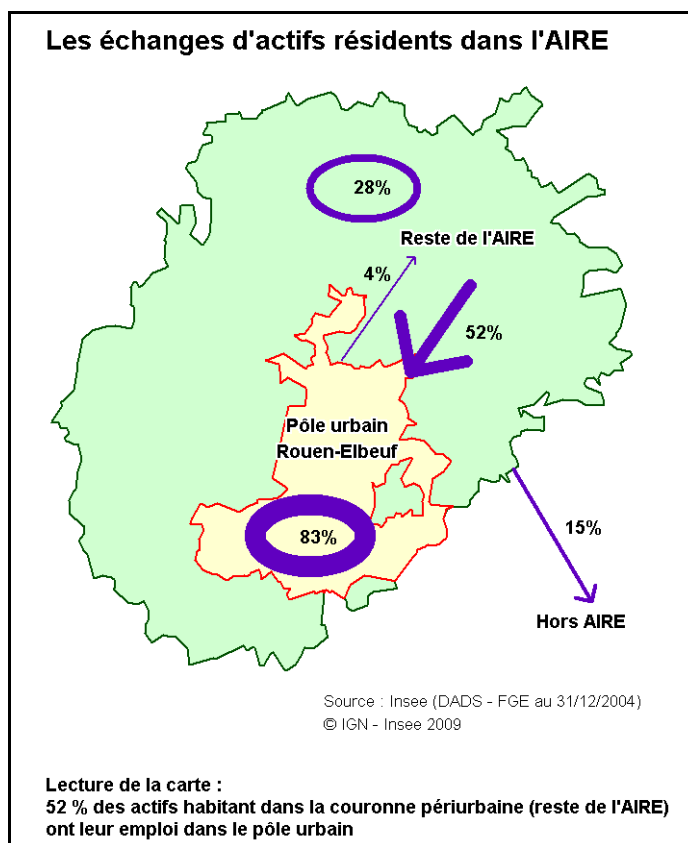 Les échanges d'actifs résidents dans l'AIRE
28%
Reste de l'AIRE
4%
52%
Pôle urbain
Rouen-Elbeuf
83%
15%
Hors AIRE
Source : Insee (DADS - FGE au 31/12/2004)
© IGN - Insee 2009
Lecture de la carte :
52 % des actifs habitant dans la couronne périurbaine (reste de l'AIRE)
ont leur emploi dans le pôle urbain